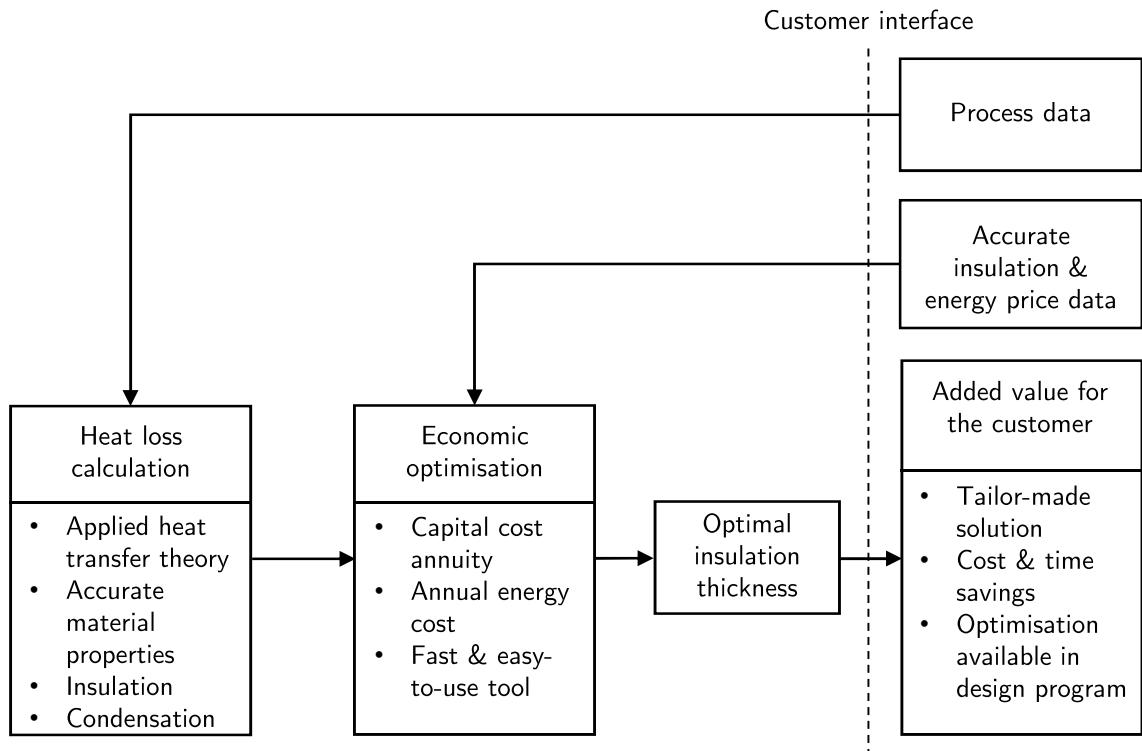 Customer interface
Process data
Accurate
insulation &
energy price data
Heat loss
calculation
• Applied heat
transfer theory
• Accurate
material
properties
• Insulation
• Condensation
Economic
optimisation
• Capital cost
annuity
• Annual energy
cost
• Fast & easy-
to-use tool
Optimal
insulation
thickness
Added value for
the customer
• Tailor-made
solution
• Cost & time
savings
• Optimisation
available in
design program